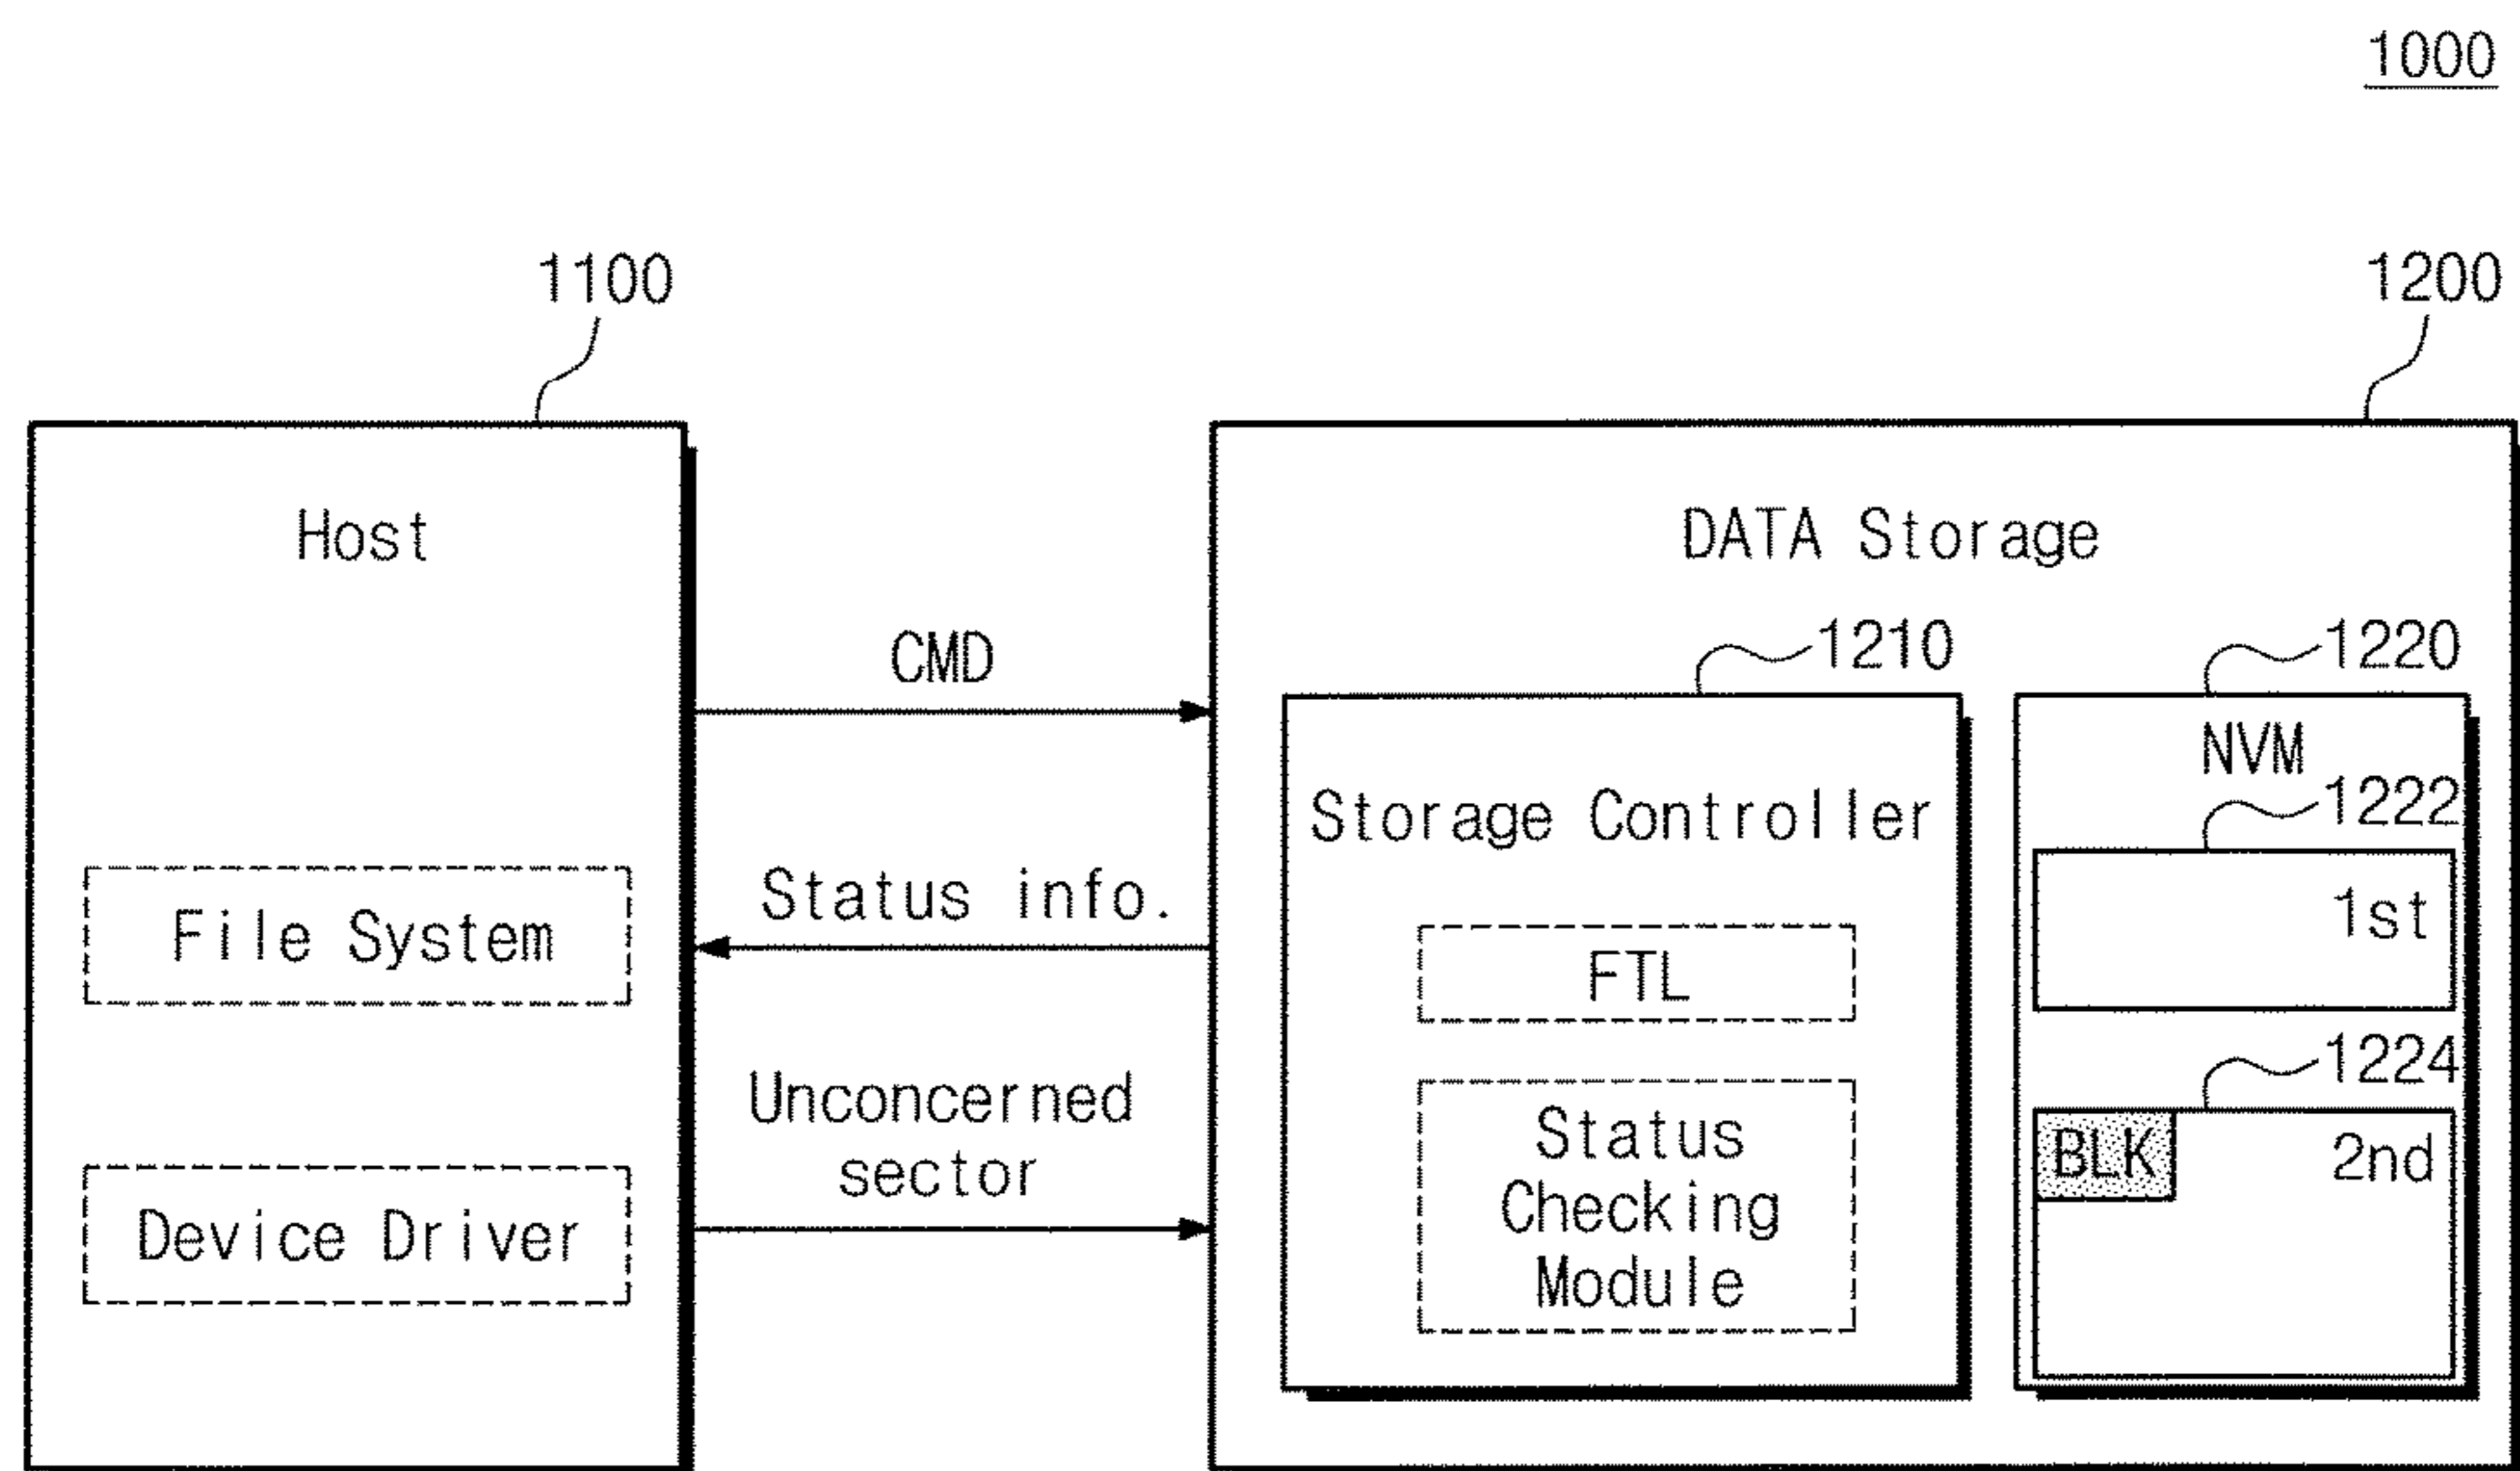 1000
1100
1200
Host
DATA Storage
CMD
1210
1220
NVM
Storage Controller
1222
1st
File System
Status info.
FTL
1224
Unconcerned
sector
BLK
2nd
Status
Checking
Module
Device Driver